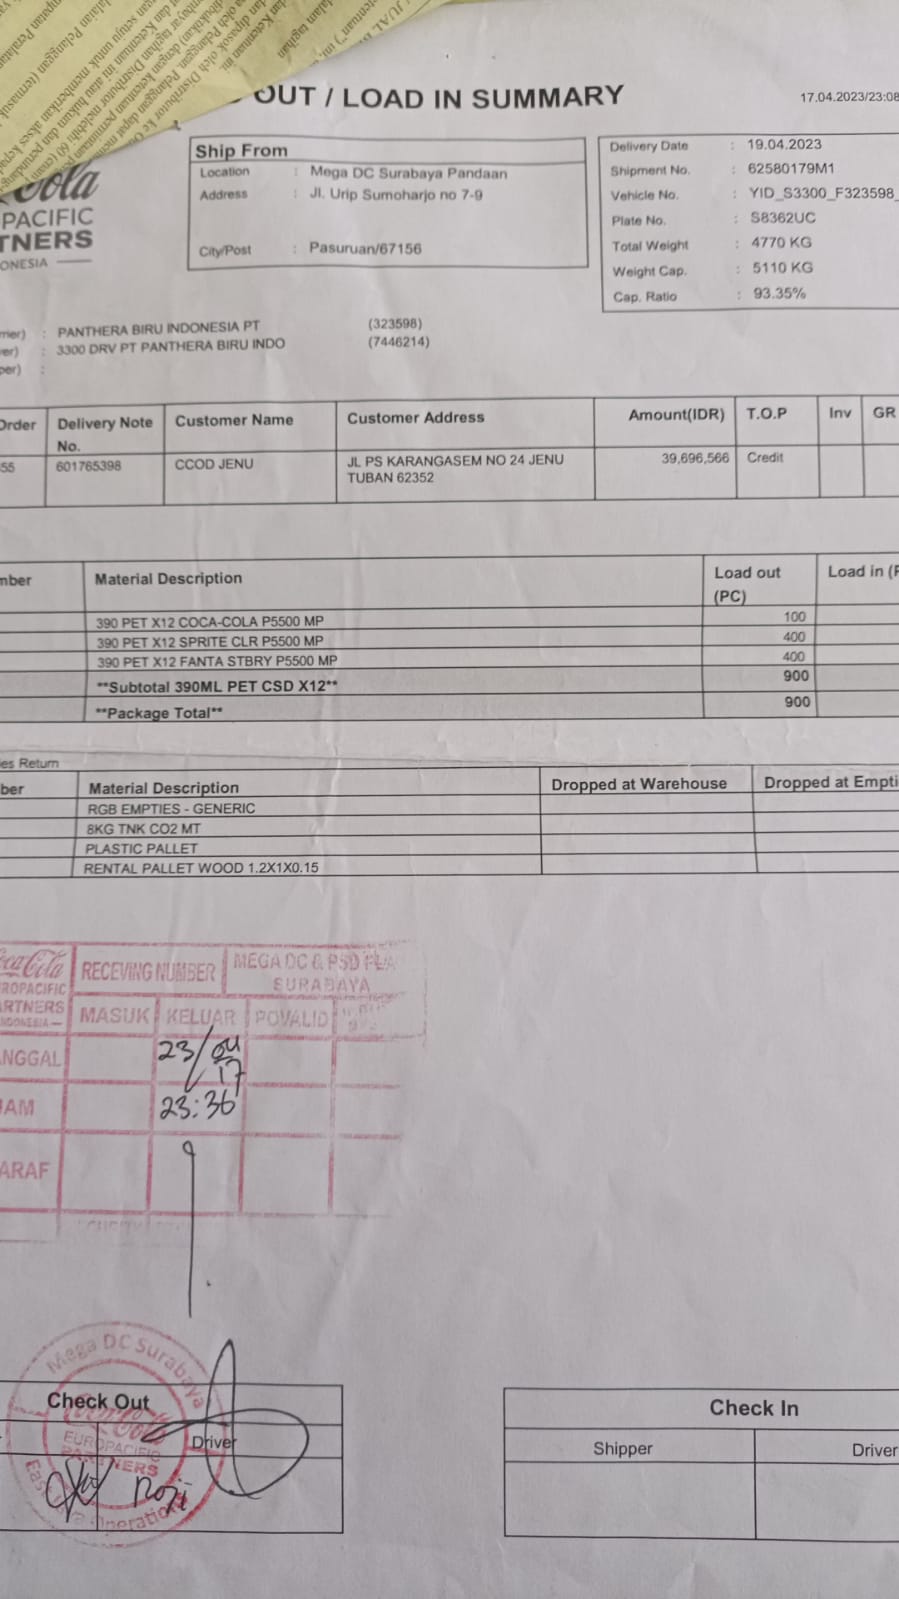 OUT / LOAD IN SUMMARY
17.04.2023/23:08
Cola
PACIFIC
TNERS
ONESIA
Ship From
Location : Mega DC Surabaya Pandaan
Address : Jl. Urip Sumoharjo no 7-9
City/Post : Pasuruan/67156
Delivery Date : 19.04.2023
Shipment No. : 62580179M1
Vehicle No. : YID_S3300_F323598_
Plate No. : S8362UC
Total Weight : 4770 KG
Weight Cap. : 5110 KG
Cap. Ratio : 93.35%
mer) : PANTHERA BIRU INDONESIA PT (323598)
ver) : 3300 DRV PT PANTHERA BIRU INDO (7446214)
per) :
Order Delivery Note No. Customer Name Customer Address Amount(IDR) T.O.P Inv GR
55 601765398 CCOD JENU JL PS KARANGASEM NO 24 JENU 39,696,566 Credit
TUBAN 62352
mber Material Description Load out (PC) Load in (P
390 PET X12 COCA-COLA P5500 MP 100
390 PET X12 SPRITE CLR P5500 MP 400
390 PET X12 FANTA STBRY P5500 MP 400
**Subtotal 390ML PET CSD X12** 900
**Package Total** 900
ies Return
ber Material Description Dropped at Warehouse Dropped at Empti
RGB EMPTIES - GENERIC
8KG TNK CO2 MT
PLASTIC PALLET
RENTAL PALLET WOOD 1.2X1X0.15
Coca-Cola
ROPACIFIC
ARTNERS
INDONESIA
RECEVING NUMBER
MEGA DC & PSD PLA
SURABAYA
MASUK KELUAR POVALID
NGGAL 23/04
17
JAM 23:36
ARAF
Mega DC Surabaya
Coca-Cola
EUROPACIFIC
PARTNERS
East Java Operations
Check Out
Driver
Roji
Check In
Shipper Driver